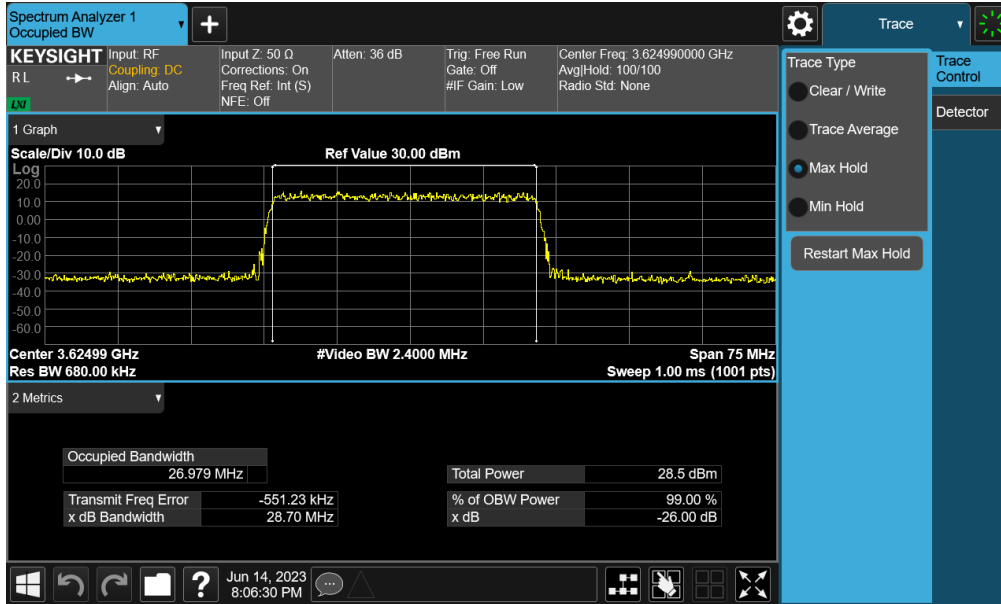 Spectrum Analyzer 1
Occupied BW
+
Trace
KEYSIGHT
RL
LXI
Input: RF
Coupling: DC
Align: Auto
Input Z: 50 Ω
Corrections: On
Freq Ref: Int (S)
NFE: Off
Atten: 36 dB
Trig: Free Run
Gate: Off
#IF Gain: Low
Center Freq: 3.624990000 GHz
Avg|Hold: 100/100
Radio Std: None
Trace Type
Clear / Write
Trace Average
Max Hold
Min Hold
Restart Max Hold
Trace
Control
Detector
1 Graph
Scale/Div 10.0 dB
Ref Value 30.00 dBm
Log
20.0
10.0
0.00
-10.0
-20.0
-30.0
-40.0
-50.0
-60.0
Center 3.62499 GHz
#Video BW 2.4000 MHz
Span 75 MHz
Res BW 680.00 kHz
Sweep 1.00 ms (1001 pts)
2 Metrics
Occupied Bandwidth
26.979 MHz
Total Power 28.5 dBm
Transmit Freq Error -551.23 kHz
% of OBW Power 99.00 %
x dB Bandwidth 28.70 MHz
x dB -26.00 dB
?
Jun 14, 2023
8:06:30 PM